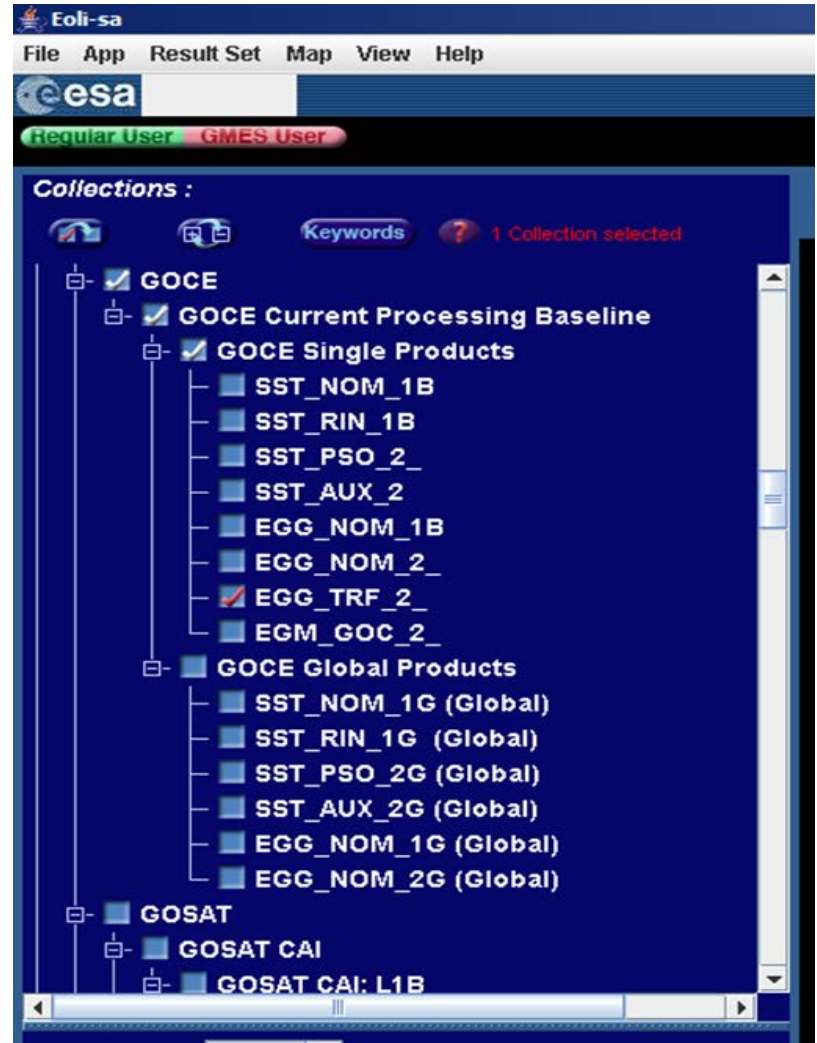 Eoli-sa
File App Result Set Map View Help
esa
Regular User GMES User
Collections :
Keywords ? 1 Collection selected
GOCE
GOCE Current Processing Baseline
GOCE Single Products
SST_NOM_1B
SST_RIN_1B
SST_PSO_2_
SST_AUX_2
EGG_NOM_1B
EGG_NOM_2_
EGG_TRF_2_
EGM_GOC_2_
GOCE Global Products
SST_NOM_1G (Global)
SST_RIN_1G (Global)
SST_PSO_2G (Global)
SST_AUX_2G (Global)
EGG_NOM_1G (Global)
EGG_NOM_2G (Global)
GOSAT
GOSAT CAI
GOSAT CAI: L1B